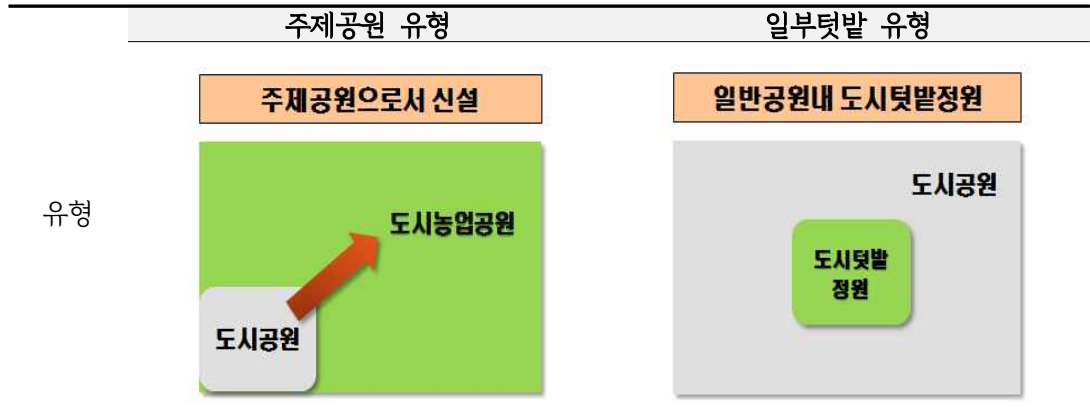 주제공원 유형
일부텃밭 유형
주제공원으로서 신설
일반공원내 도시텃밭정원
유형
도시농업공원
도시공원
도시공원
도시텃밭
정원